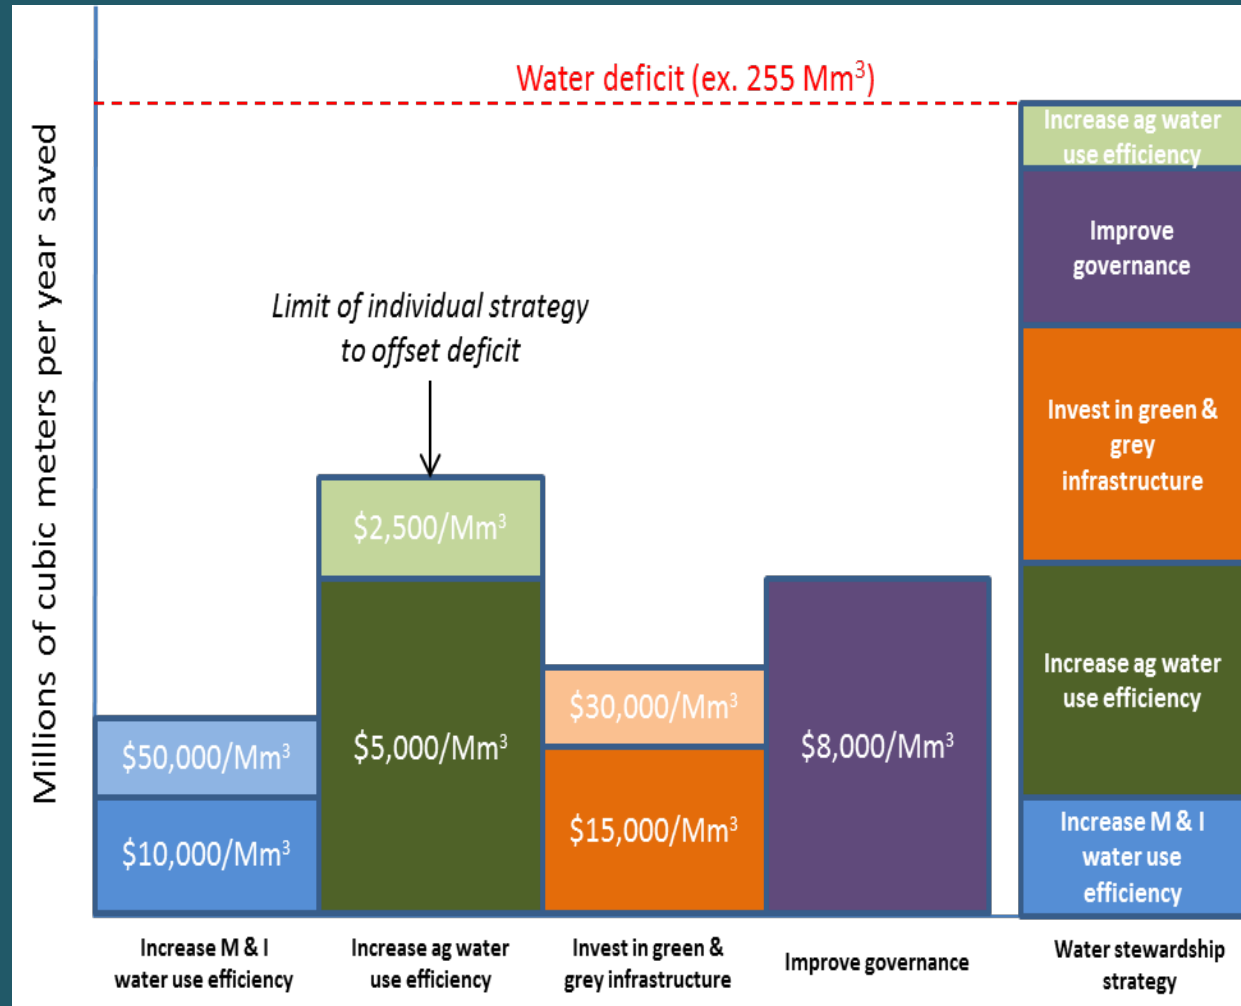 Water deficit (ex. 255 Mm³)
Millions of cubic meters per year saved
Limit of individual strategy
to offset deficit
$50,000/Mm³
$10,000/Mm³
$2,500/Mm³
$5,000/Mm³
$30,000/Mm³
$15,000/Mm³
$8,000/Mm³
Increase ag water
use efficiency
Improve
governance
Invest in green &
grey
infrastructure
Increase ag water
use efficiency
Increase M & I
water use
efficiency
Increase M & I
water use efficiency
Increase ag water
use efficiency
Invest in green &
grey infrastructure
Improve governance
Water stewardship
strategy